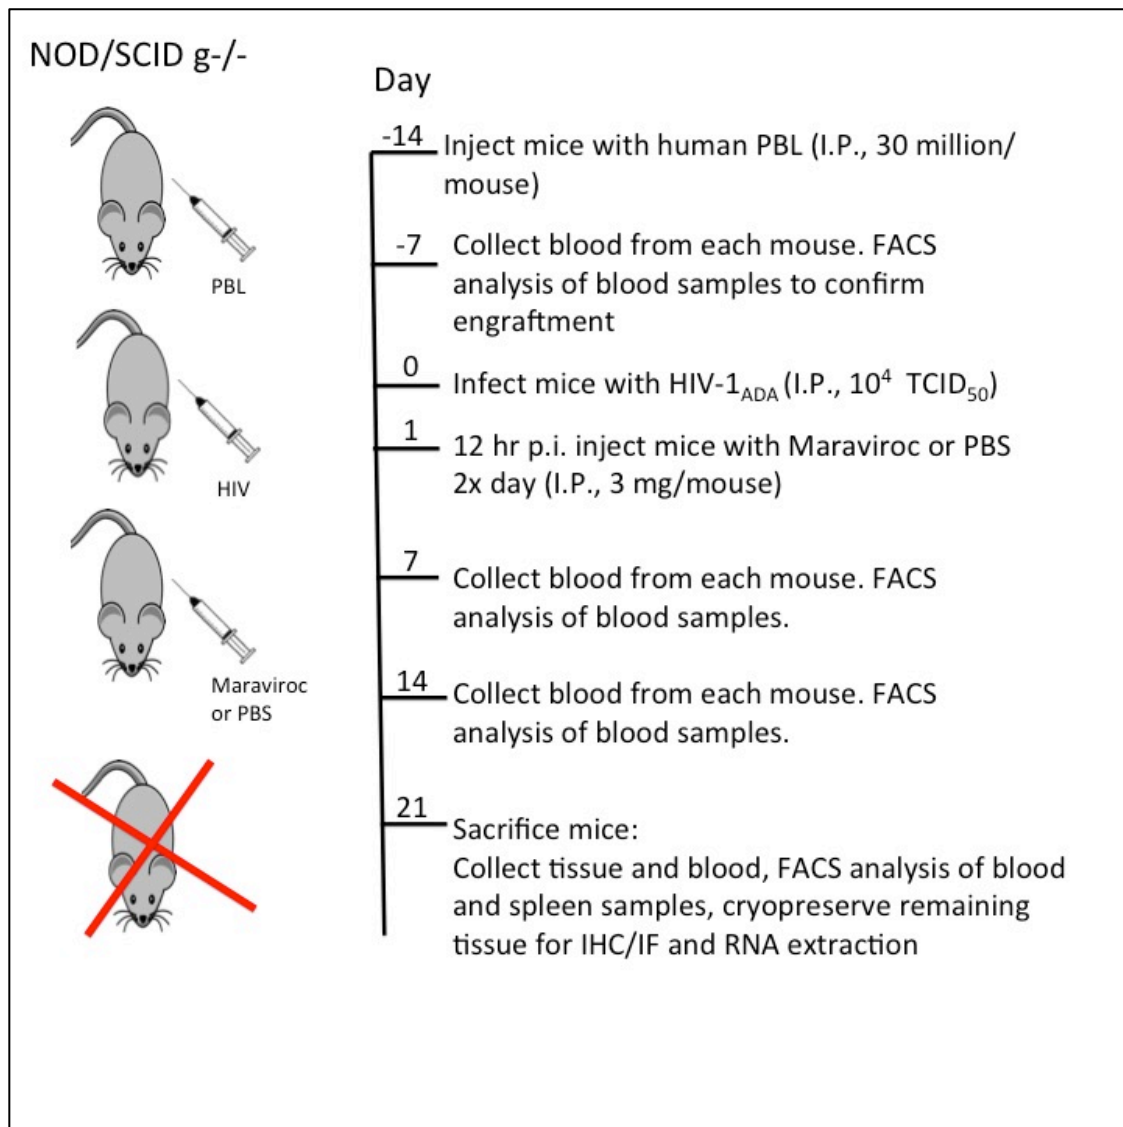 NOD/SCID g-/-
PBL
HIV
Maraviroc
or PBS
Day
-14
Inject mice with human PBL (I.P., 30 million/
mouse)
-7
Collect blood from each mouse. FACS
analysis of blood samples to confirm
engraftment
0
Infect mice with HIV-1ADA (I.P., 10⁴ TCID₅₀)
1
12 hr p.i. inject mice with Maraviroc or PBS
2x day (I.P., 3 mg/mouse)
7
Collect blood from each mouse. FACS
analysis of blood samples.
14
Collect blood from each mouse. FACS
analysis of blood samples.
21
Sacrifice mice:
Collect tissue and blood, FACS analysis of blood
and spleen samples, cryopreserve remaining
tissue for IHC/IF and RNA extraction